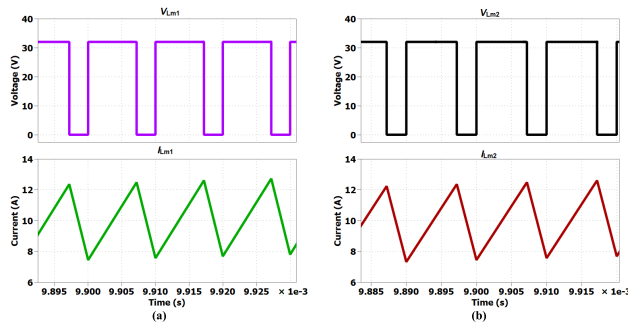 VLm1
Voltage (V)
40
30
20
10
0
ILm1
Current (A)
14
12
10
8
6
9.895 9.900 9.905 9.910 9.915 9.920 9.925 × 1e-3
Time (s)
(a)
VLm2
Voltage (V)
40
30
20
10
0
ILm2
Current (A)
14
12
10
8
6
9.885 9.890 9.895 9.900 9.905 9.910 9.915 × 1e-3
Time (s)
(b)